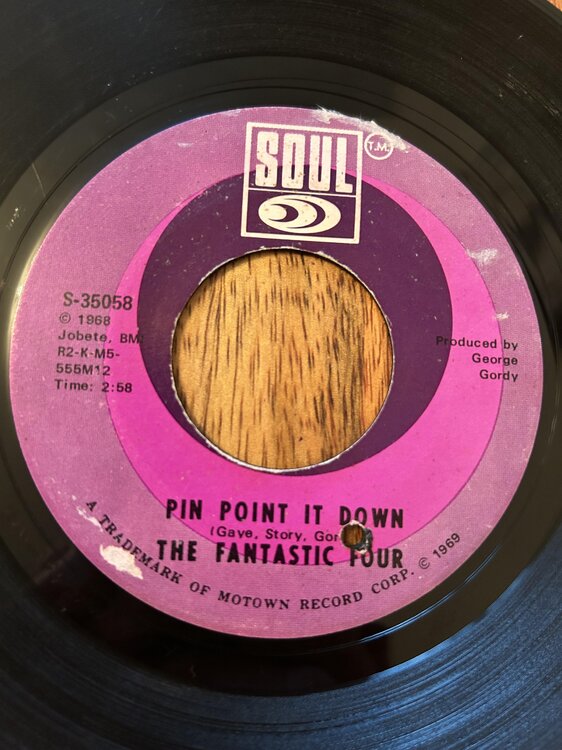 SOUL
T.M.
S-35058
© 1968
Jobete, BM
R2-K-M5-
555M12
Time: 2:58
Produced by
George
Gordy
PIN POINT IT DOWN
(Gaye, Story,
THE FANTASTIC FOUR
A TRADEMARK OF MOTOWN RECORD CORP. © 1969